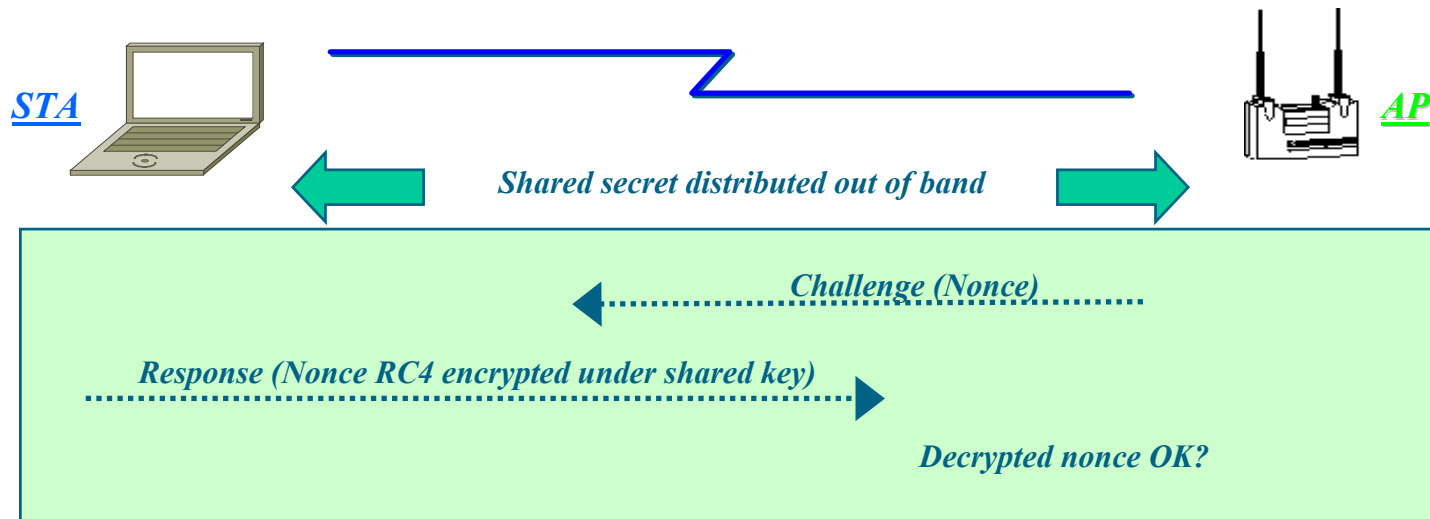 STA
AP
Shared secret distributed out of band
Challenge (Nonce)
Response (Nonce RC4 encrypted under shared key)
Decrypted nonce OK?